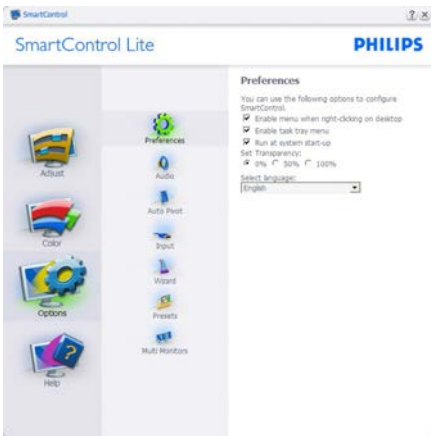 SmartControl
SmartControl Lite
PHILIPS
Adjust
Color
Options
Help
Preferences
Audio
Auto Pivot
Input
Wizard
Presets
Multi Monitors
Preferences
You can use the following options to configure
SmartControl.
Enable menu when right-clicking on desktop
Enable task tray menu
Run at system start-up
Set Transparency:
0% 50% 100%
Select language:
English